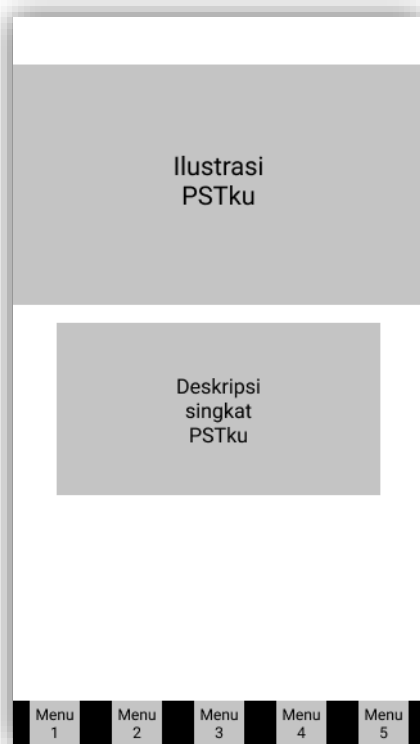 Ilustrasi
PSTku
Deskripsi
singkat
PSTku
Menu
1
Menu
2
Menu
3
Menu
4
Menu
5